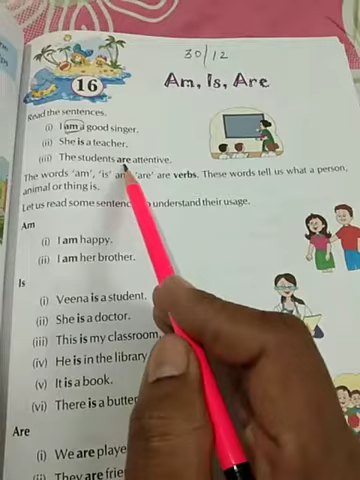 30/12
16
Am, Is, Are
Read the sentences.
(i) I am a good singer.
(ii) She is a teacher.
(iii) The students are attentive.
The words 'am', 'is' 'are' are verbs. These words tell us what a person,
animal or thing is.
Let us read some understand their usage.
Am
(i) I am happy.
(ii) I am her brother.
Is
(i) Veena is a student.
(ii) She is a doctor.
(iii) This is my classroom.
(iv) He is in the library
(v) It is a book.
(vi) There is a
Are
(i) We are
(ii) They are